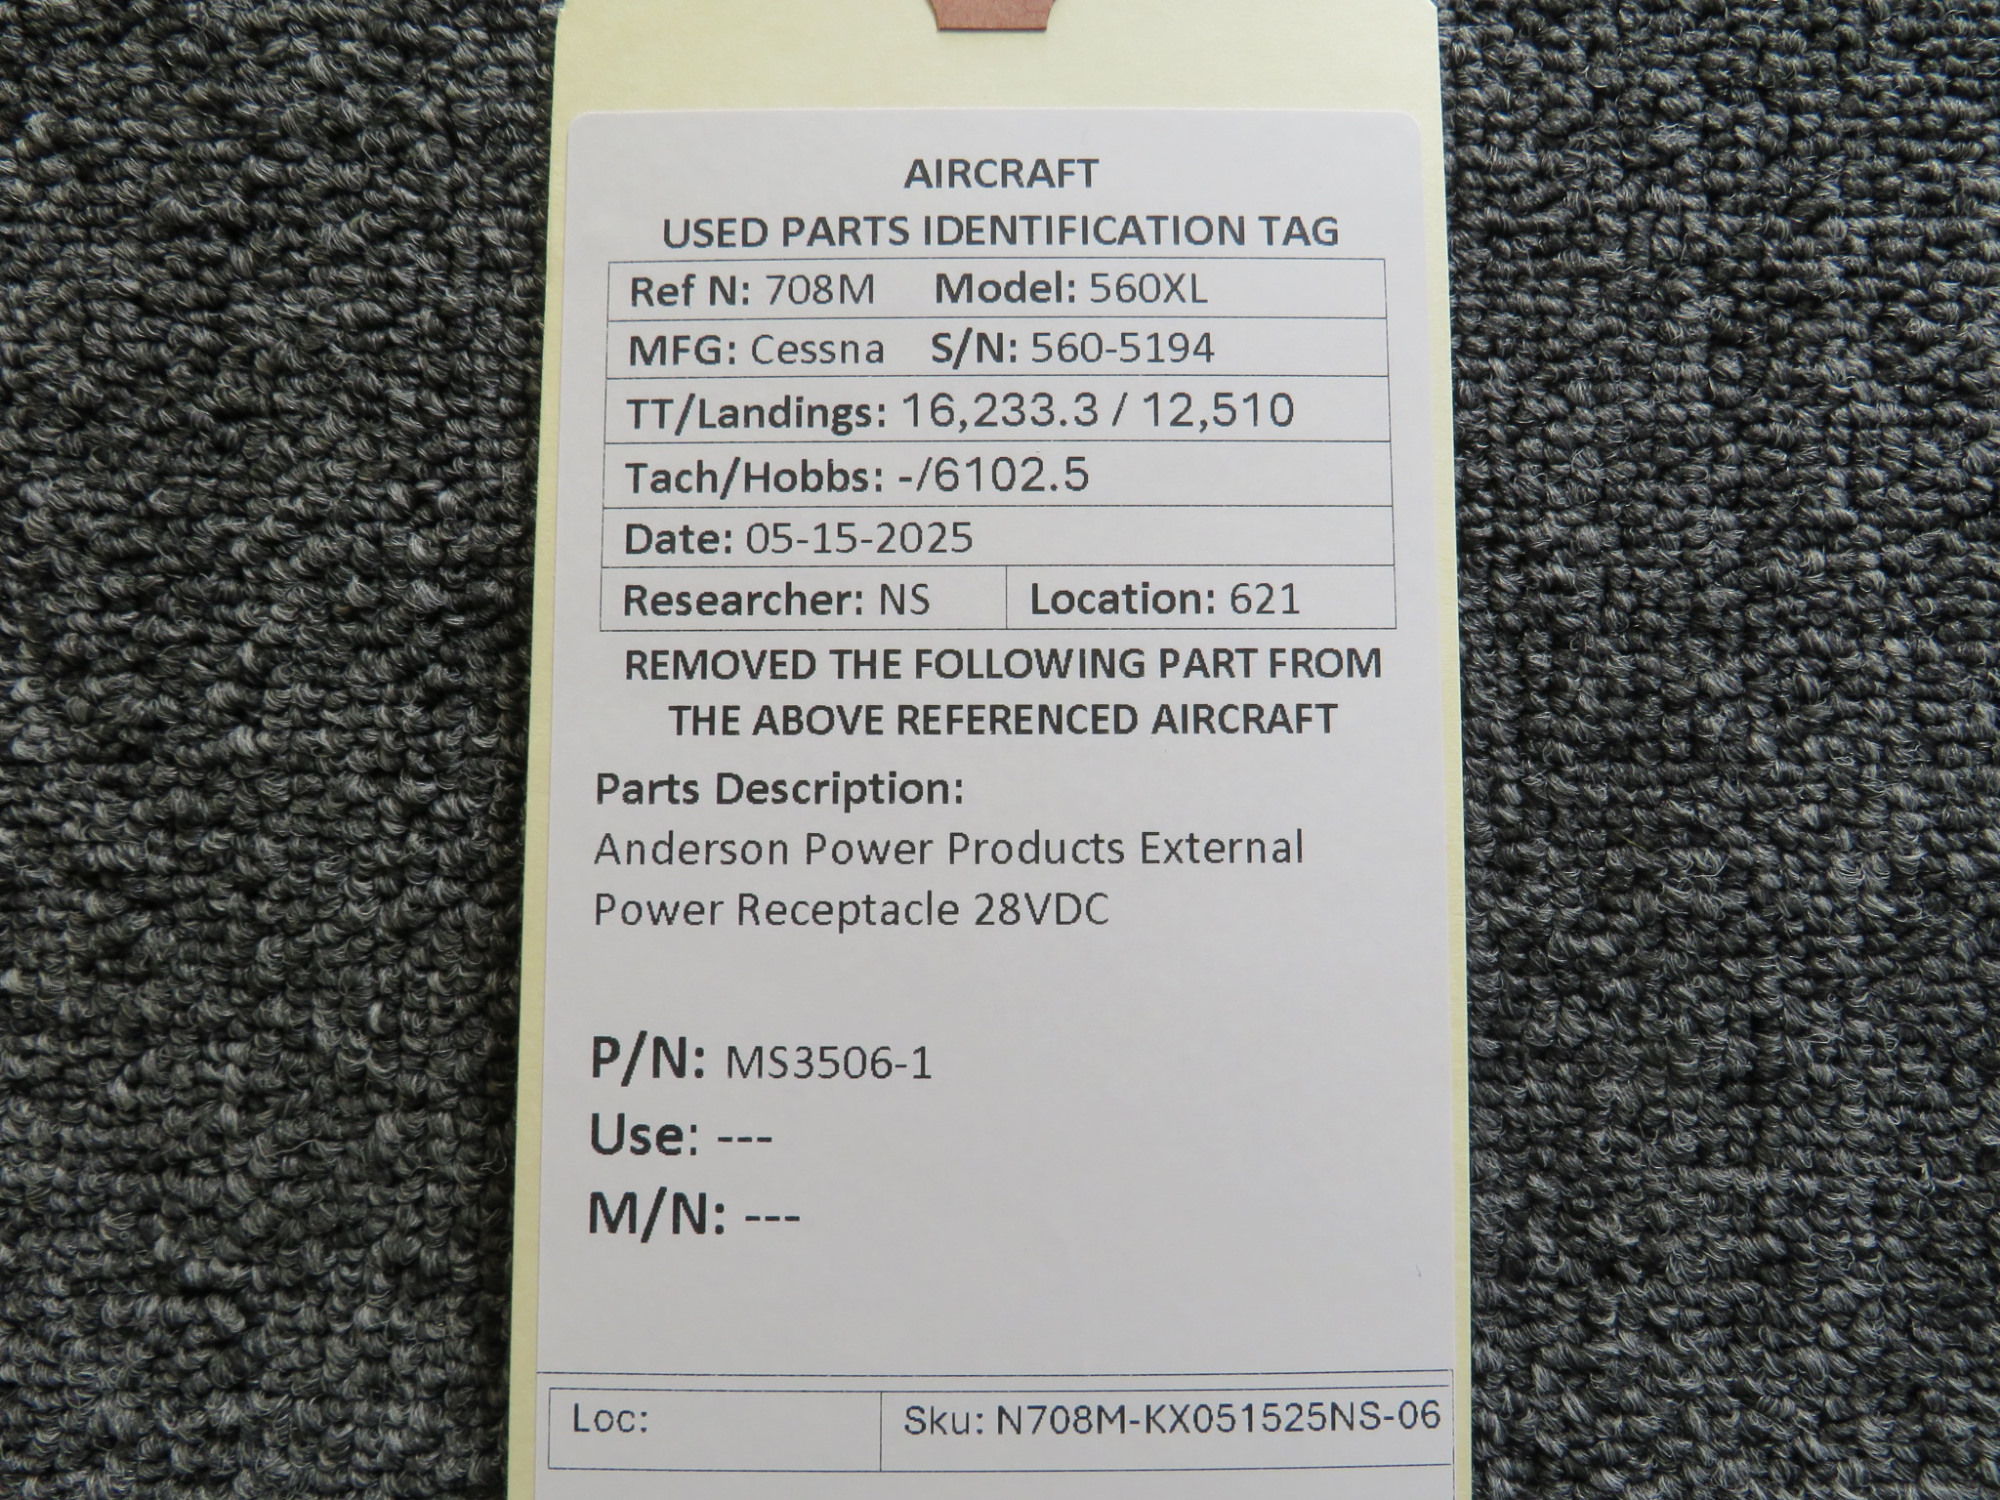 AIRCRAFT
USED PARTS IDENTIFICATION TAG
Ref N: 708M Model: 560XL
MFG: Cessna S/N: 560-5194
TT/Landings: 16,233.3 / 12,510
Tach/Hobbs: -/6102.5
Date: 05-15-2025
Researcher: NS Location: 621
REMOVED THE FOLLOWING PART FROM
THE ABOVE REFERENCED AIRCRAFT
Parts Description:
Anderson Power Products External
Power Receptacle 28VDC
P/N: MS3506-1
Use: ---
M/N: ---
Loc: Sku: N708M-KX051525NS-06